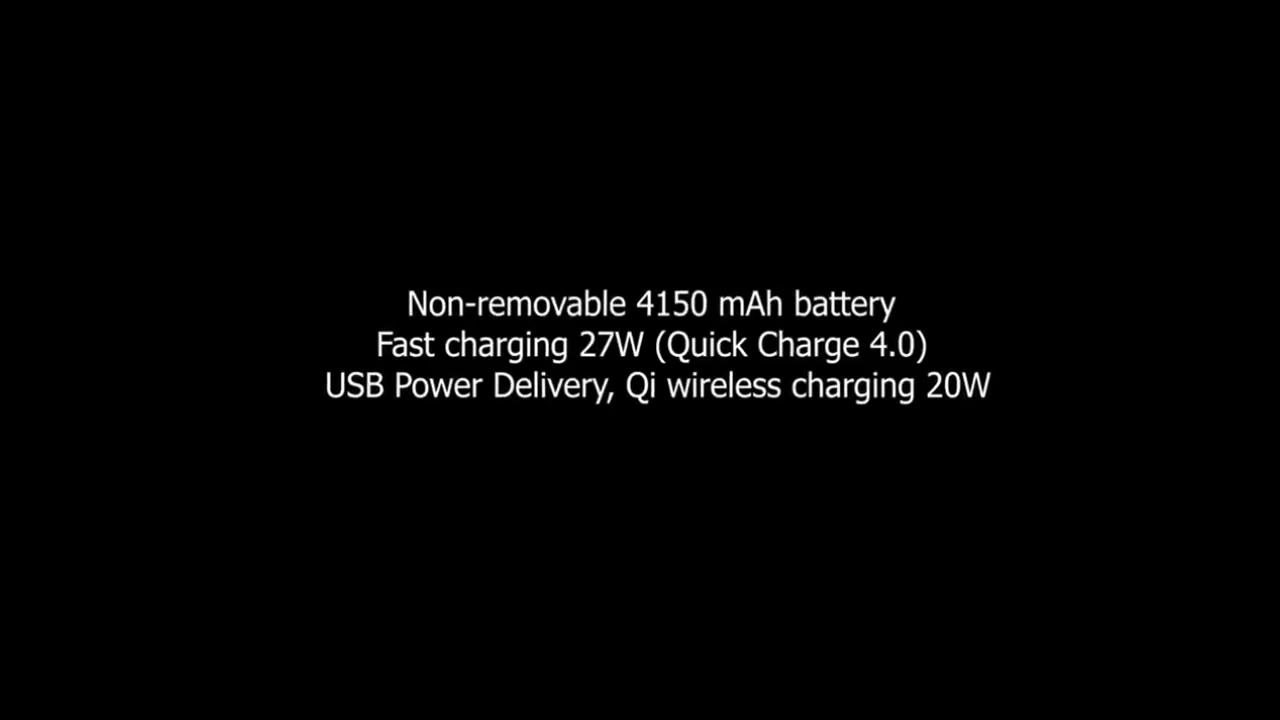 Non-removable 4150 mAh battery
Fast charging 27W (Quick Charge 4.0)
USB Power Delivery, Qi wireless charging 20W